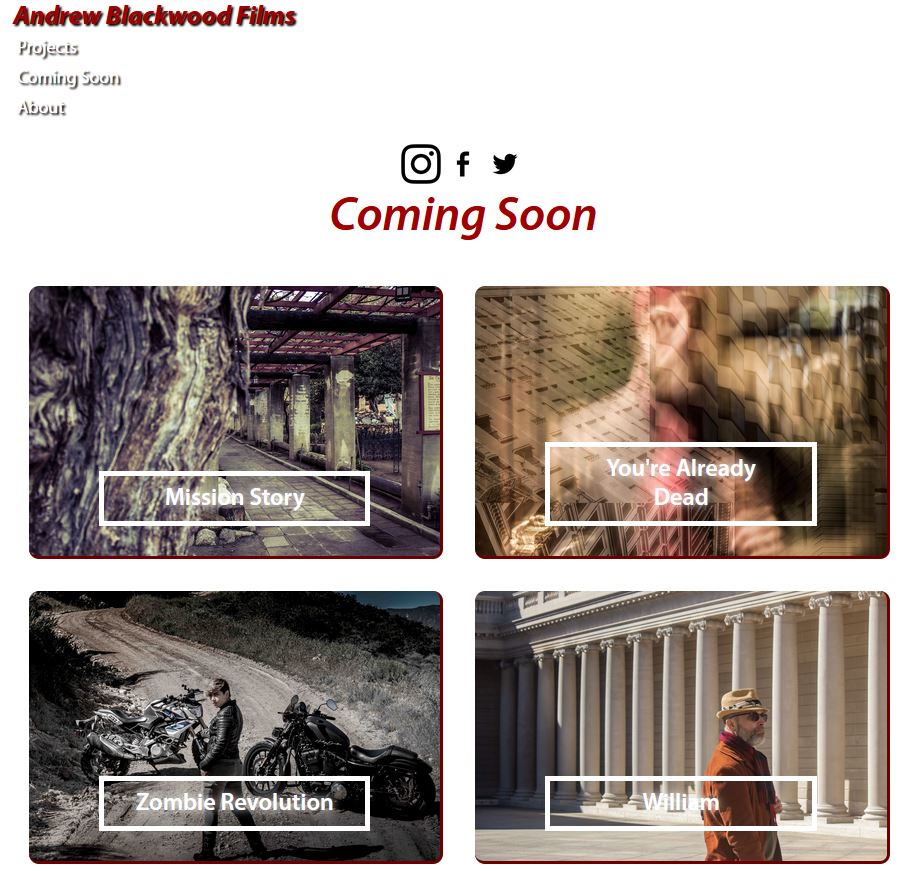 Andrew Blackwood Films
Projects
Coming Soon
About
Coming Soon
Mission Story
You're Already
Dead
Zombie Revolution
William